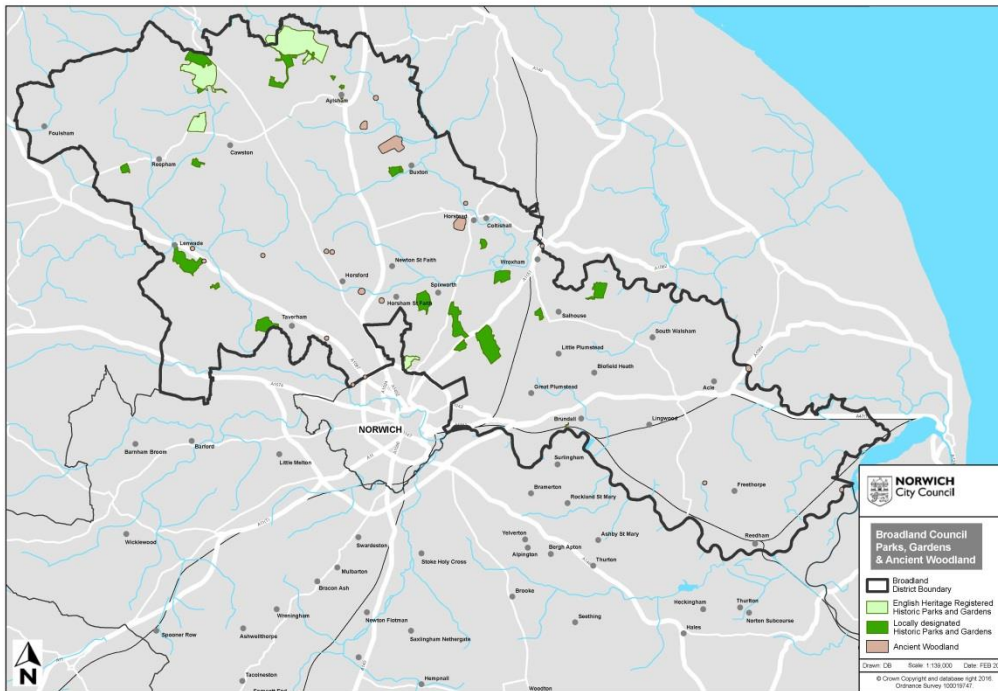 Foulsham
Reepham
Cawston
Aylsham
Buxton
Horstead
Coltishall
Lenwade
Newton St Faith
Wroxham
Horsford
Spixworth
Horsham St Faith
Taverham
Salhouse
South Walsham
Little Plumstead
Blofield Heath
Great Plumstead
Acle
Brundall
Lingwood
NORWICH
Barnham Broom
Barford
Little Melton
Surlingham
Bramerton
Rockland St Mary
Freethorpe
Wicklewood
Swardeston
Stoke Holy Cross
Yelverton
Alpington
Bergh Apton
Ashby St Mary
Thurton
Reedham
Mulbarton
Bracon Ash
Brooke
Wreningham
Newton Flotman
Seething
Heckingham
Thurlton
Norton Subcourse
Spooner Row
Ashwellthorpe
Saxlingham Nethergate
Hales
Tacolneston
Hempnall
Woodton
N
NORWICH
City Council
Broadland Council
Parks, Gardens
& Ancient Woodland
Broadland
District Boundary
English Heritage Registered
Historic Parks and Gardens
Locally designated
Historic Parks and Gardens
Ancient Woodland
Drawn: DB Scale 1:139,000 Date: FEB 20
© Crown Copyright and database right 2016.
Ordnance Survey 100019747.